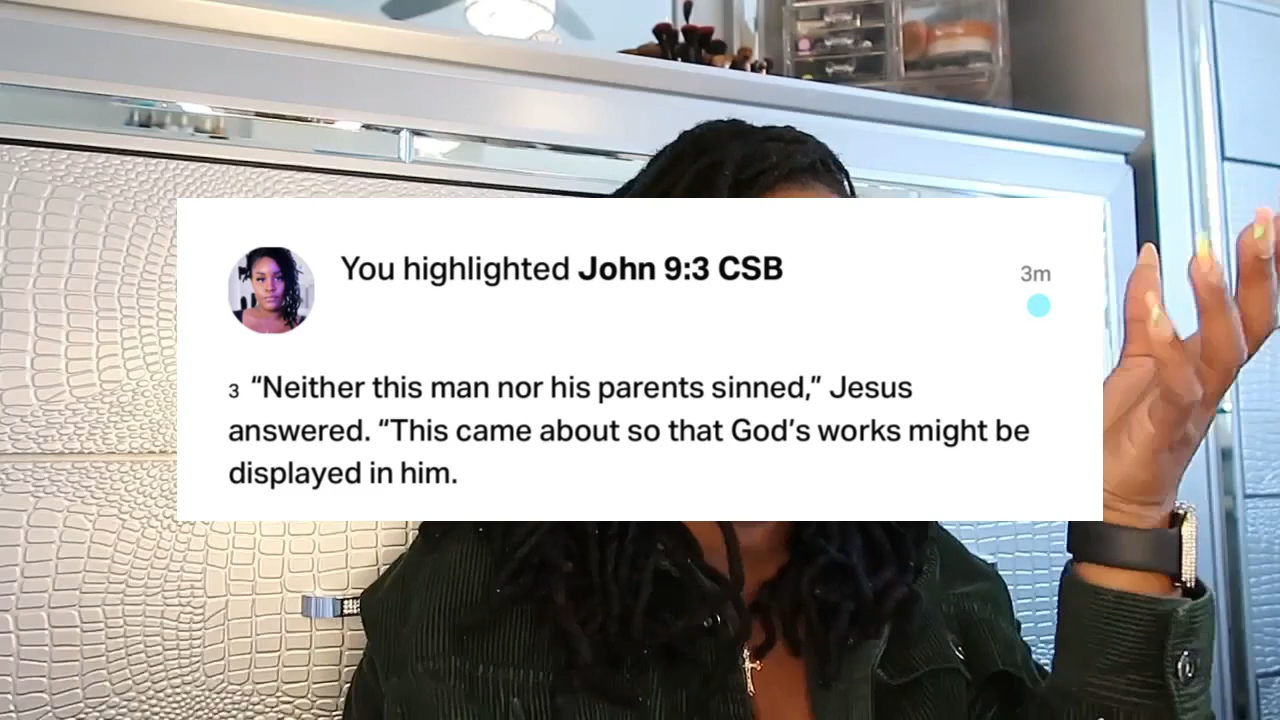 You highlighted John 9:3 CSB
3m
3 “Neither this man nor his parents sinned,” Jesus
answered. “This came about so that God’s works might be
displayed in him.